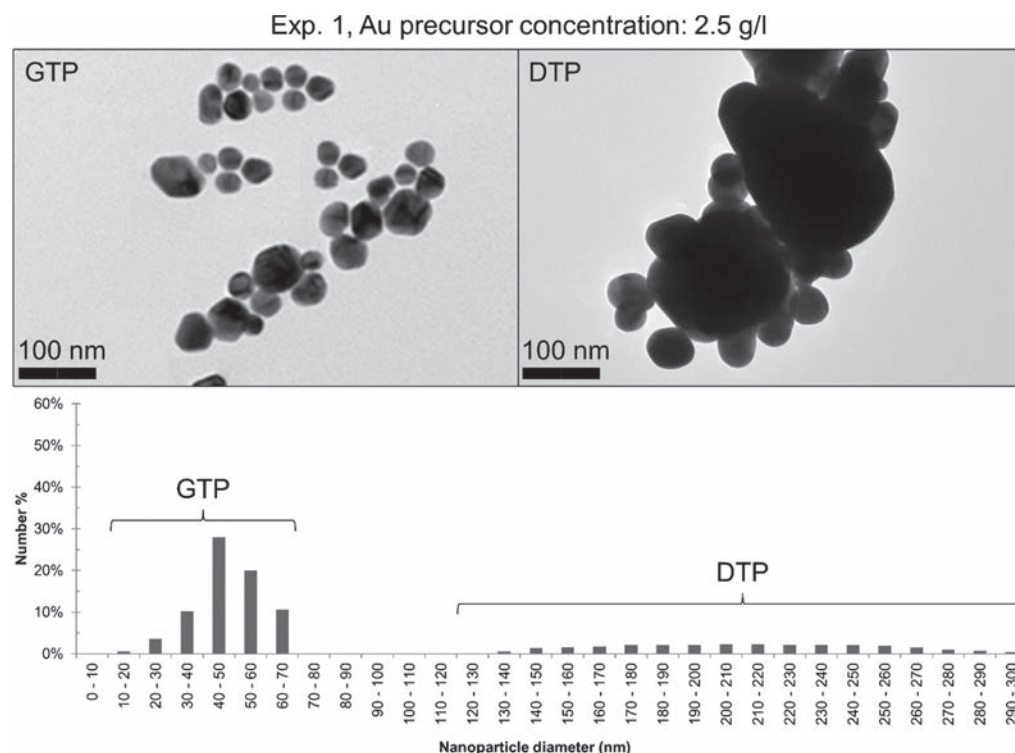 Exp. 1, Au precursor concentration: 2.5 g/l
GTP
DTP
100 nm
100 nm
60%
50%
40%
30%
20%
10%
0%
Number %
GTP
DTP
0 - 10
10 - 20
20 - 30
30 - 40
40 - 50
50 - 60
60 - 70
70 - 80
80 - 90
90 - 100
100 - 110
110 - 120
120 - 130
130 - 140
140 - 150
150 - 160
160 - 170
170 - 180
180 - 190
190 - 200
200 - 210
210 - 220
220 - 230
230 - 240
240 - 250
250 - 260
260 - 270
270 - 280
280 - 290
290 - 300
Nanoparticle diameter (nm)